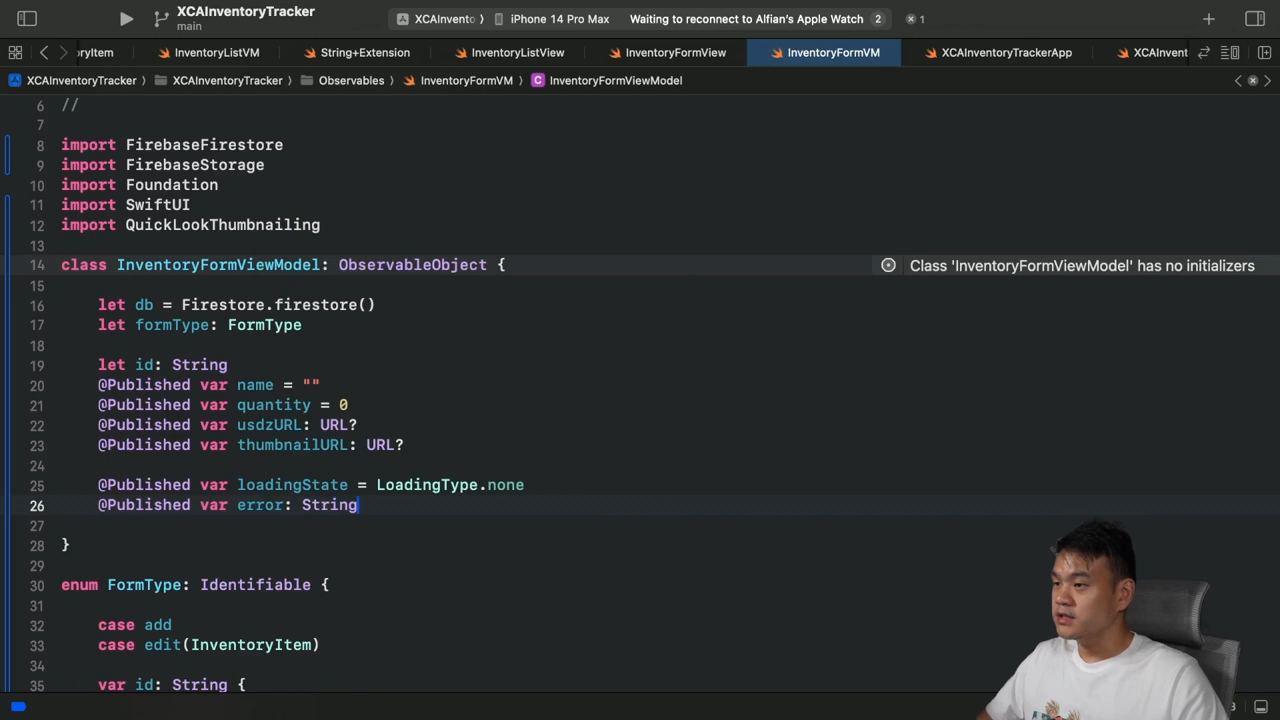 XCAInventoryTracker
main
XCAInvento 〉 iPhone 14 Pro Max Waiting to reconnect to Alfian's Apple Watch 2 1
ryItem InventoryListVM String+Extension InventoryListView InventoryFormView InventoryFormVM XCAInventoryTrackerApp XCAInvent
XCAInventoryTracker 〉 XCAInventoryTracker 〉 Observables 〉 InventoryFormVM 〉 C InventoryFormViewModel
6 //
7
8 import FirebaseFirestore
9 import FirebaseStorage
10 import Foundation
11 import SwiftUI
12 import QuickLookThumbnailing
13
14 class InventoryFormViewModel: ObservableObject { Class 'InventoryFormViewModel' has no initializers
15
16 let db = Firestore.firestore()
17 let formType: FormType
18
19 let id: String
20 @Published var name = ""
21 @Published var quantity = 0
22 @Published var usdzURL: URL?
23 @Published var thumbnailURL: URL?
24
25 @Published var loadingState = LoadingType.none
26 @Published var error: String
27
28 }
29
30 enum FormType: Identifiable {
31
32 case add
33 case edit(InventoryItem)
34
35 var id: String {